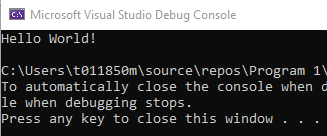 Microsoft Visual Studio Debug Console
Hello World!
C:\Users\t011850m\source\repos\Program 1\
To automatically close the console when d
le when debugging stops.
Press any key to close this window . . .